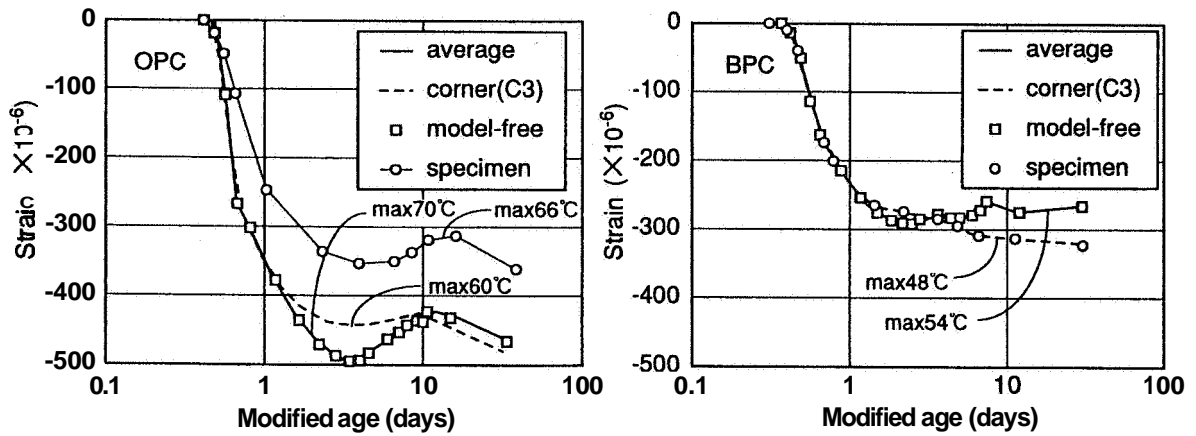 0
-100
-200
-300
-400
-500
Strain ×10-6)
OPC
average
corner(C3)
model-free
specimen
max70℃
max66℃
max60℃
0.1
1
10
100
Modified age (days)
0
-100
-200
-300
-400
-500
Strain (×10-6)
BPC
average
corner(C3)
model-free
specimen
max48℃
max54℃
0.1
1
10
100
Modified age (days)